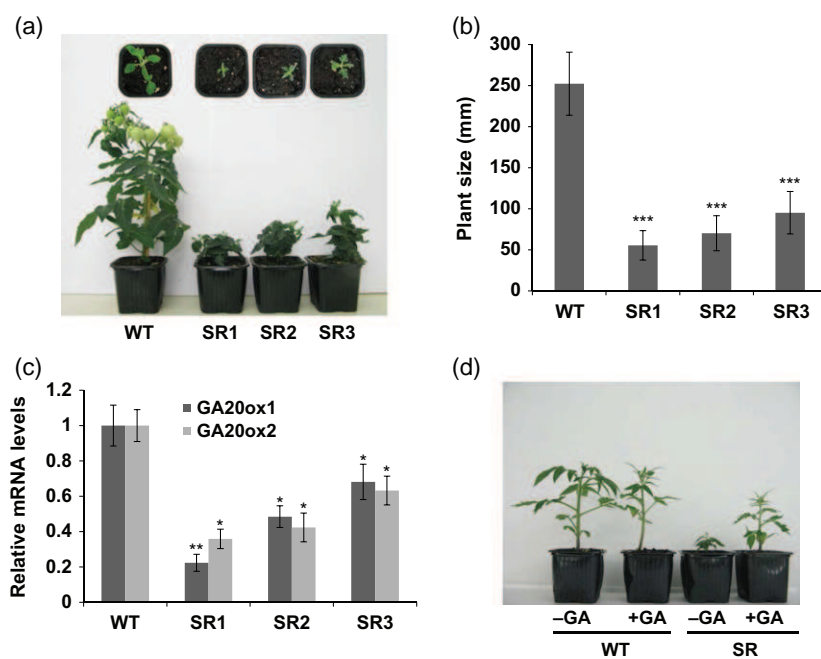 (a)
WT SR1 SR2 SR3
(b)
Plant size (mm)
300
250
200
150
100
50
0
***
***
***
WT SR1 SR2 SR3
(c)
Relative mRNA levels
1.2
1
0.8
0.6
0.4
0.2
0
GA20ox1
GA20ox2
** *
* *
* *
WT SR1 SR2 SR3
(d)
–GA +GA –GA +GA
WT SR